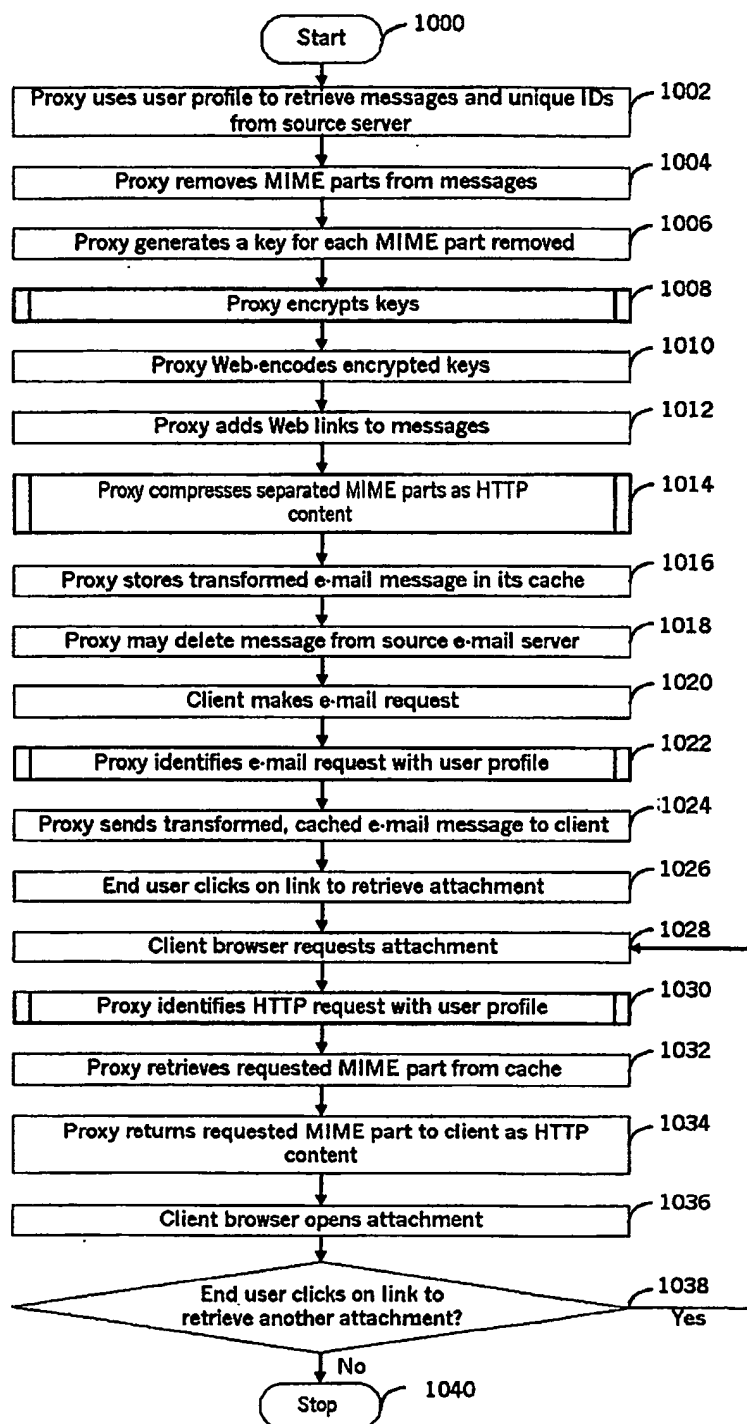 Start
1000
Proxy uses user profile to retrieve messages and unique IDs
from source server
1002
Proxy removes MIME parts from messages
1004
Proxy generates a key for each MIME part removed
1006
Proxy encrypts keys
1008
Proxy Web-encodes encrypted keys
1010
Proxy adds Web links to messages
1012
Proxy compresses separated MIME parts as HTTP
content
1014
Proxy stores transformed e-mail message in its cache
1016
Proxy may delete message from source e-mail server
1018
Client makes e-mail request
1020
Proxy identifies e-mail request with user profile
1022
Proxy sends transformed, cached e-mail message to client
1024
End user clicks on link to retrieve attachment
1026
Client browser requests attachment
1028
Proxy identifies HTTP request with user profile
1030
Proxy retrieves requested MIME part from cache
1032
Proxy returns requested MIME part to client as HTTP
content
1034
Client browser opens attachment
1036
End user clicks on link to
retrieve another attachment?
1038
Yes
No
Stop
1040